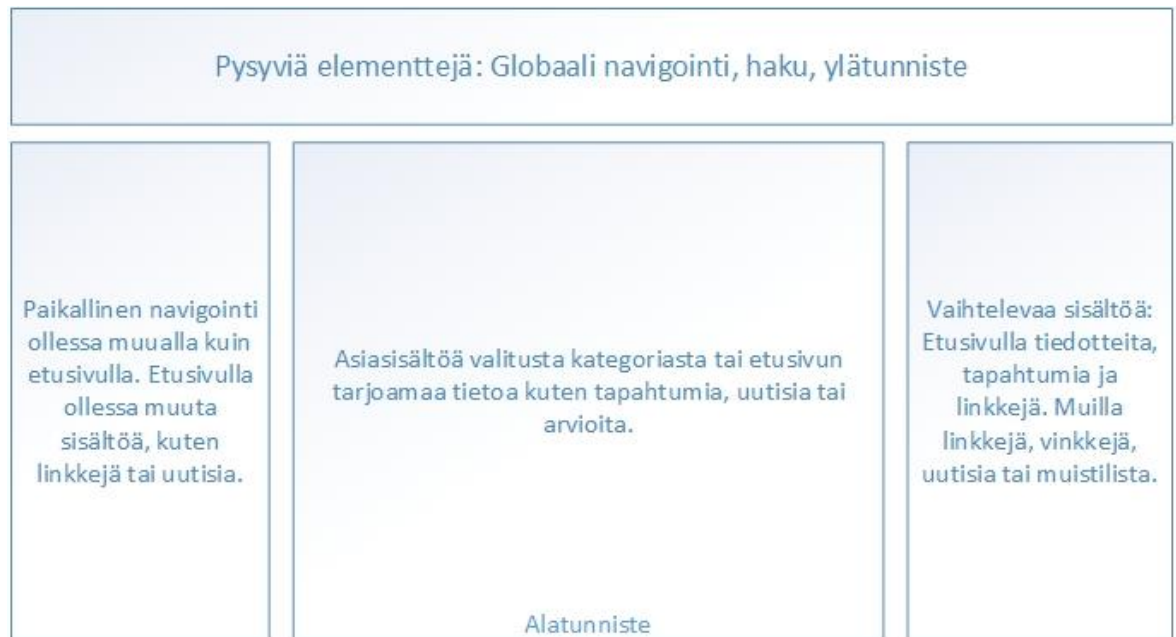 Pysyviä elementtejä: Globaali navigointi, haku, ylätunniste
Paikallinen navigointi
ollessa muualla kuin
etusivulla. Etusivulla
ollessa muuta
sisältöä, kuten
linkkejä tai uutisia.
Asiasisältöä valitusta kategoriasta tai etusivun
tarjoamaa tietoa kuten tapahtumia, uutisia tai
arvioita.
Vaihtelevaa sisältöä:
Etusivulla tiedotteita,
tapahtumia ja
linkkejä. Muilla
linkkejä, vinkkejä,
uutisia tai muistilista.
Alatunniste